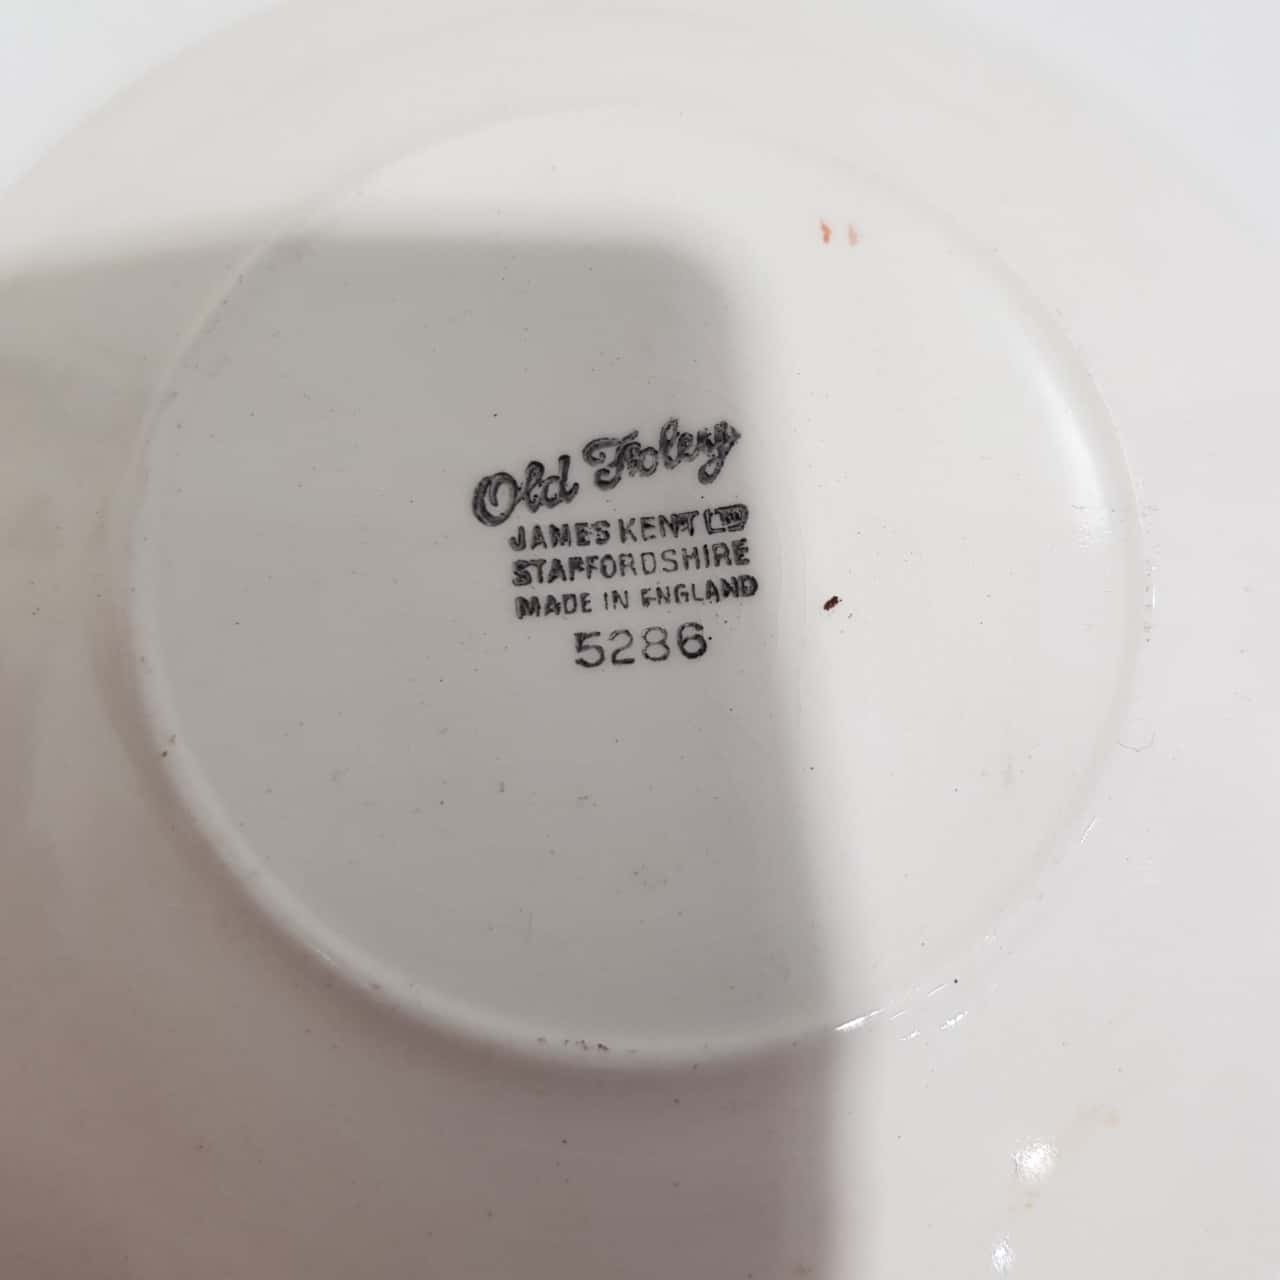 Old Foley
JAMES KENT LTD
STAFFORDSHIRE
MADE IN ENGLAND
5286